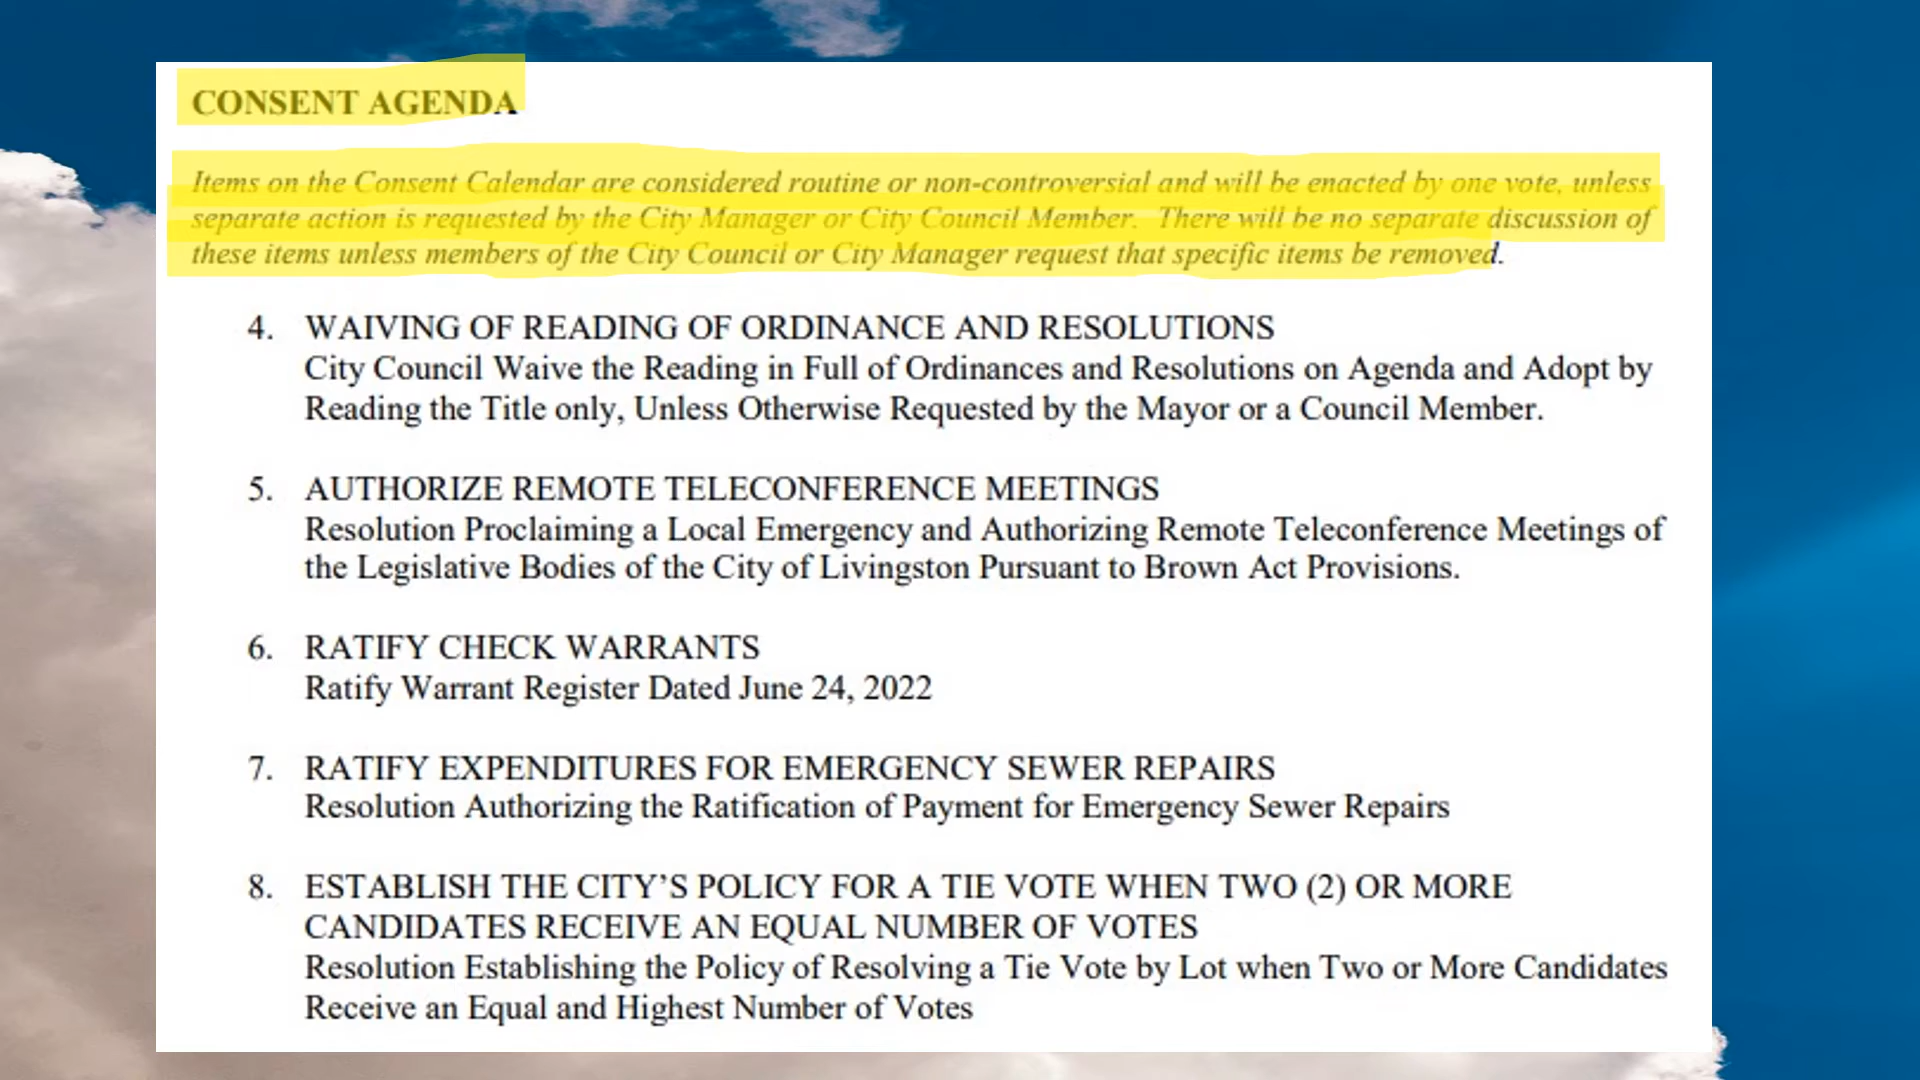 CONSENT AGENDA
Items on the Consent Calendar are considered routine or non-controversial and will be enacted by one vote, unless
separate action is requested by the City Manager or City Council Member.  There will be no separate discussion of
these items unless members of the City Council or City Manager request that specific items be removed.
4. WAIVING OF READING OF ORDINANCE AND RESOLUTIONS
City Council Waive the Reading in Full of Ordinances and Resolutions on Agenda and Adopt by
Reading the Title only, Unless Otherwise Requested by the Mayor or a Council Member.
5. AUTHORIZE REMOTE TELECONFERENCE MEETINGS
Resolution Proclaiming a Local Emergency and Authorizing Remote Teleconference Meetings of
the Legislative Bodies of the City of Livingston Pursuant to Brown Act Provisions.
6. RATIFY CHECK WARRANTS
Ratify Warrant Register Dated June 24, 2022
7. RATIFY EXPENDITURES FOR EMERGENCY SEWER REPAIRS
Resolution Authorizing the Ratification of Payment for Emergency Sewer Repairs
8. ESTABLISH THE CITY’S POLICY FOR A TIE VOTE WHEN TWO (2) OR MORE
CANDIDATES RECEIVE AN EQUAL NUMBER OF VOTES
Resolution Establishing the Policy of Resolving a Tie Vote by Lot when Two or More Candidates
Receive an Equal and Highest Number of Votes